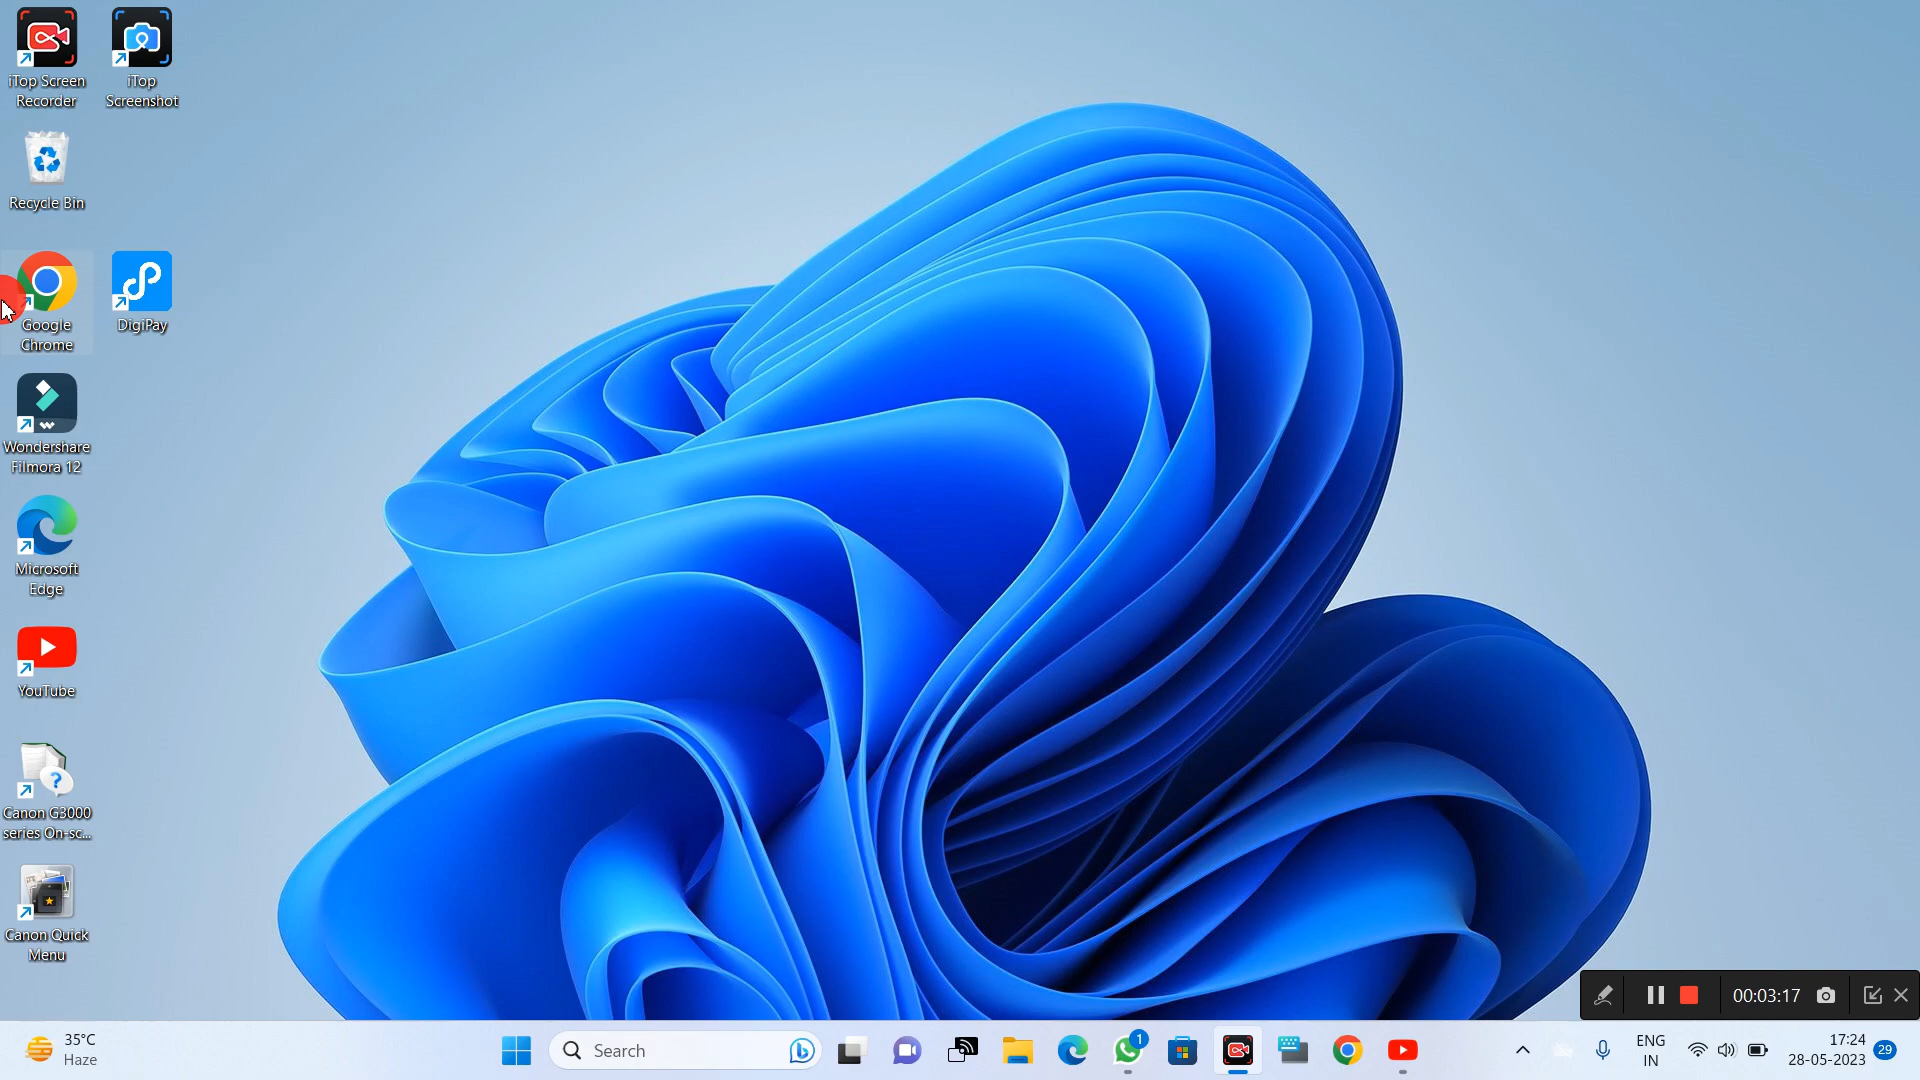 iTop Screen
Recorder
iTop
Screenshot
Recycle Bin
Google
Chrome
DigiPay
Wondershare
Filmora 12
Microsoft
Edge
YouTube
Canon G3000
series On-sc...
Canon Quick
Menu
00:03:17
35°C
Haze
Search
1
ENG
IN
17:24
28-05-2023
29